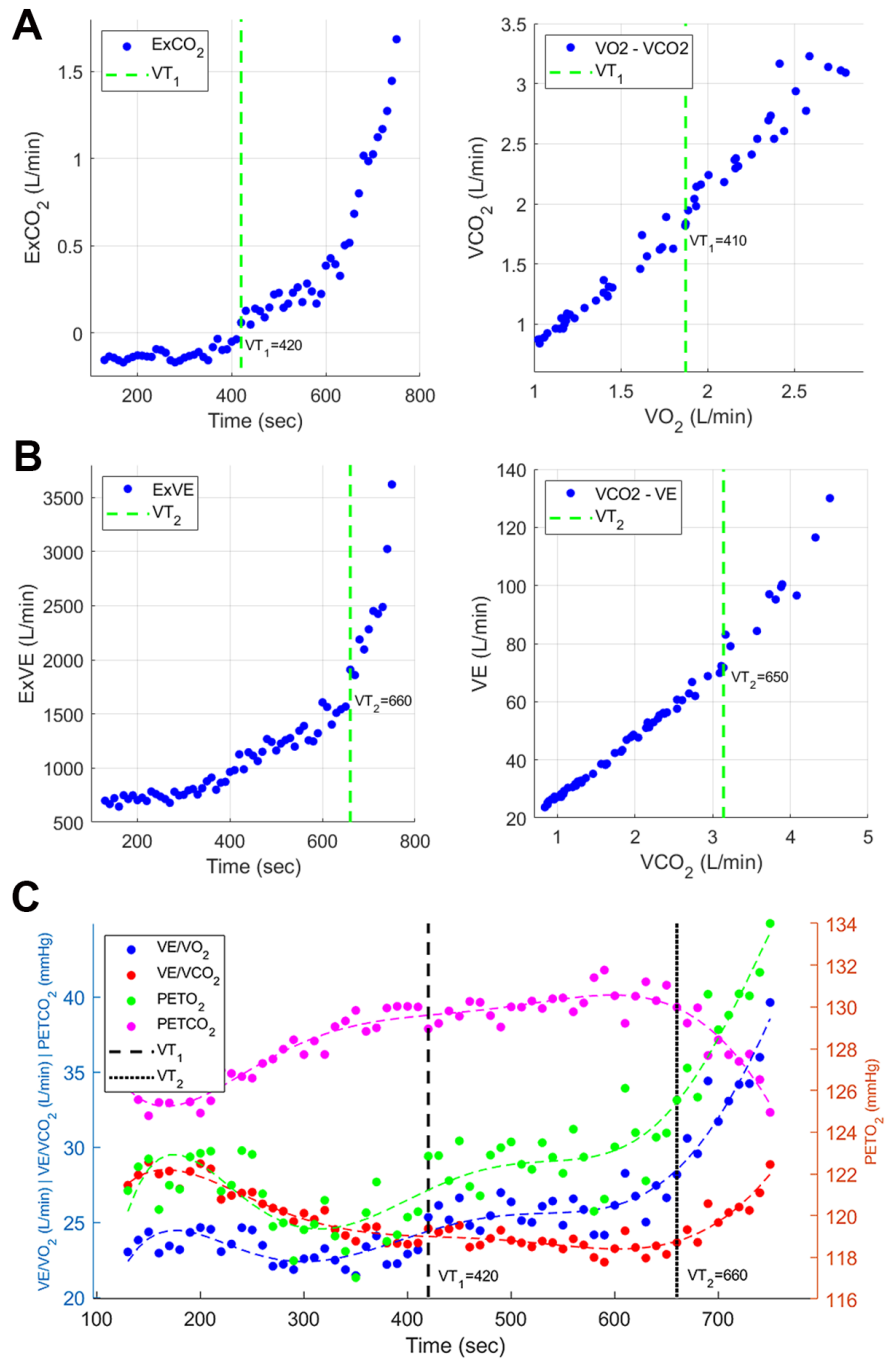 A
ExCO2
VT1
ExCO2 (L/min)
1.5
1
0.5
0
VT1=420
200
400
600
800
Time (sec)
VO2 - VCO2
VT1
VCO2 (L/min)
3.5
3
2.5
2
1.5
1
VT1=410
1
1.5
2
2.5
VO2 (L/min)
B
ExVE
VT2
ExVE (L/min)
3500
3000
2500
2000
1500
1000
500
VT2=660
200
400
600
800
Time (sec)
VCO2 - VE
VT2
VE (L/min)
140
120
100
80
60
40
20
VT2=650
1
2
3
4
5
VCO2 (L/min)
C
VE/VO2
VE/VCO2
PETO2
PETCO2
VT1
VT2
VE/VO2 (L/min) | VE/VCO2 (L/min) | PETCO2 (mmHg)
40
35
30
25
20
VT1=420
VT2=660
134
132
130
128
126
124
122
120
118
116
PETO2 (mmHg)
100
200
300
400
500
600
700
Time (sec)